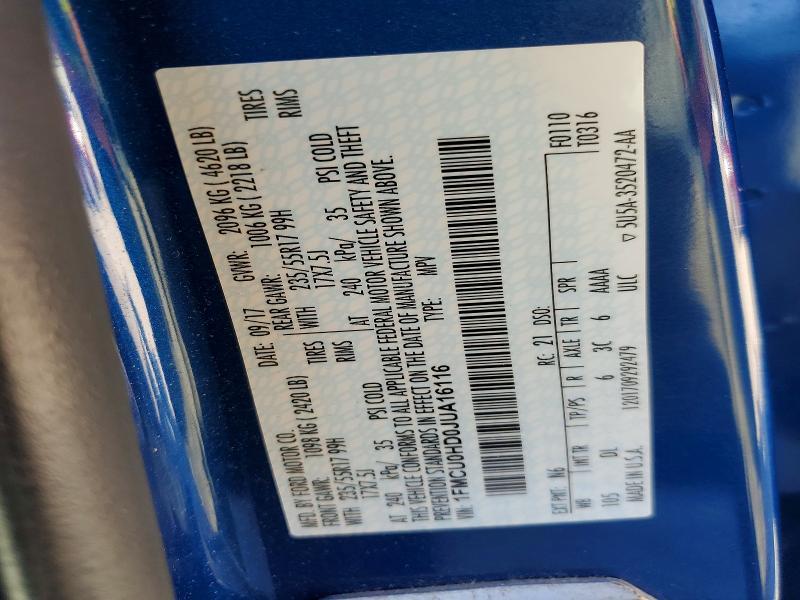 MFD. BY FORD MOTOR CO.
DATE: 09/17 GVWR: 2096 KG ( 4620 LB)
FRONT GAWR: 1098 KG ( 2420 LB) REAR GAWR: 1006 KG ( 2218 LB)
WITH 235/55R17 99H TIRES WITH 235/55R17 99H TIRES
17X7.5J RIMS 17X7.5J RIMS
AT 240 kPa/ 35 PSI COLD AT 240 kPa/ 35 PSI COLD
THIS VEHICLE CONFORMS TO ALL APPLICABLE FEDERAL MOTOR VEHICLE SAFETY AND THEFT
PREVENTION STANDARDS IN EFFECT ON THE DATE OF MANUFACTURE SHOWN ABOVE.
VIN: 1FMCU0HD0JUA16116 TYPE: MPV
F0110
EXT PNT: N6 RC: 21 DSO: T0316
WB INT TR TP/PS R AXLE TR SPR
105 DL 6 3C 6 AAAA
MADE IN U.S.A. 1201709292479 ULC ▽ 5U5A-3520472-AA